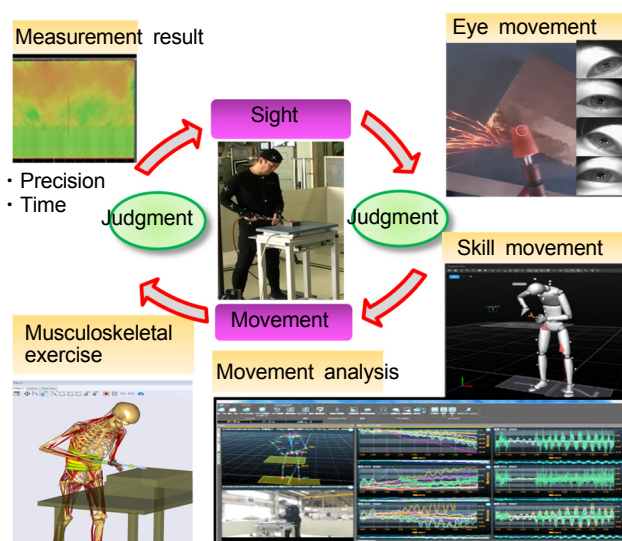 Measurement result
Eye movement
Sight
・Precision
・Time
Judgment
Judgment
Skill movement
Movement
Musculoskeletal
exercise
Movement analysis